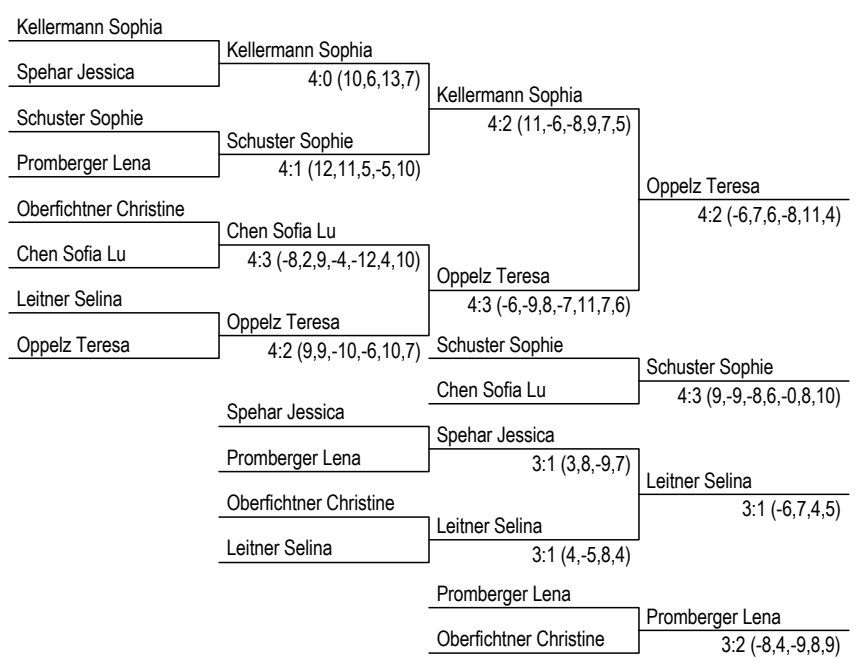 Kellermann Sophia
Kellermann Sophia
Spehar Jessica
4:0 (10,6,13,7)
Kellermann Sophia
Schuster Sophie
4:2 (11,-6,-8,9,7,5)
Schuster Sophie
Promberger Lena
4:1 (12,11,5,-5,10)
Oppelz Teresa
Oberfichtner Christine
4:2 (-6,7,6,-8,11,4)
Chen Sofia Lu
Chen Sofia Lu
4:3 (-8,2,9,-4,-12,4,10)
Oppelz Teresa
Leitner Selina
4:3 (-6,-9,8,-7,11,7,6)
Oppelz Teresa
Oppelz Teresa
4:2 (9,9,-10,-6,10,7)
Schuster Sophie
Schuster Sophie
Chen Sofia Lu
4:3 (9,-9,-8,6,-0,8,10)
Spehar Jessica
Spehar Jessica
Promberger Lena
3:1 (3,8,-9,7)
Leitner Selina
Oberfichtner Christine
3:1 (-6,7,4,5)
Leitner Selina
Leitner Selina
3:1 (4,-5,8,4)
Promberger Lena
Promberger Lena
Oberfichtner Christine
3:2 (-8,4,-9,8,9)